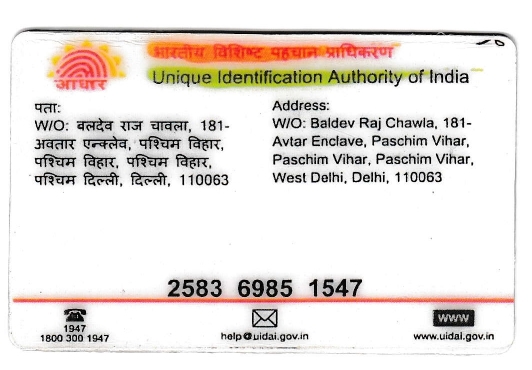 भारतीय विशिष्ट पहचान प्राधिकरण
Unique Identification Authority of India
आधार
पता:
W/O: बलदेव राज चावला, 181-
अवतार एन्क्लेव, पश्चिम विहार,
पश्चिम विहार, पश्चिम विहार,
पश्चिम दिल्ली, दिल्ली, 110063
Address:
W/O: Baldev Raj Chawla, 181-
Avtar Enclave, Paschim Vihar,
Paschim Vihar, Paschim Vihar,
West Delhi, Delhi, 110063
2583 6985 1547
1947
1800 300 1947
help@uidai.gov.in
www
www.uidai.gov.in